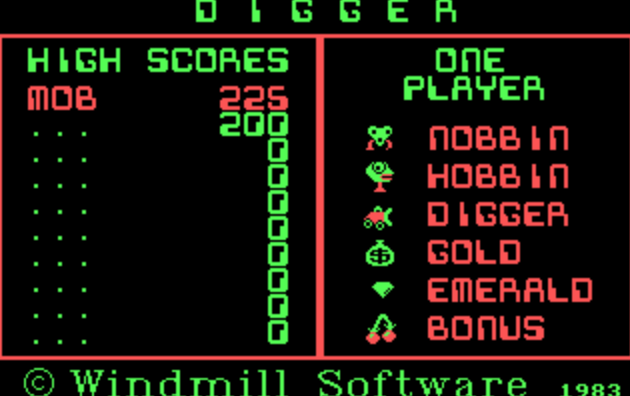 DIGGER
HIGH SCORES
MOB 225
... 200
... 0
... 0
... 0
... 0
... 0
... 0
... 0
... 0
ONE
PLAYER
NOBBIN
HOBBIN
DIGGER
GOLD
EMERALD
BONUS
© Windmill Software 1983